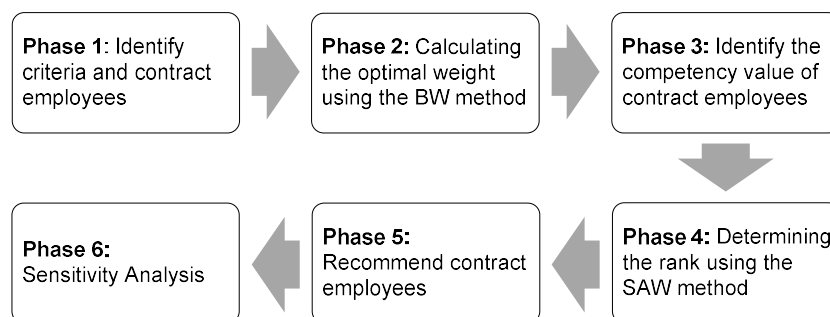 Phase 1: Identify
criteria and contract
employees
Phase 2: Calculating
the optimal weight
using the BW method
Phase 3: Identify the
competency value of
contract employees
Phase 4: Determining
the rank using the
SAW method
Phase 5:
Recommend contract
employees
Phase 6:
Sensitivity Analysis